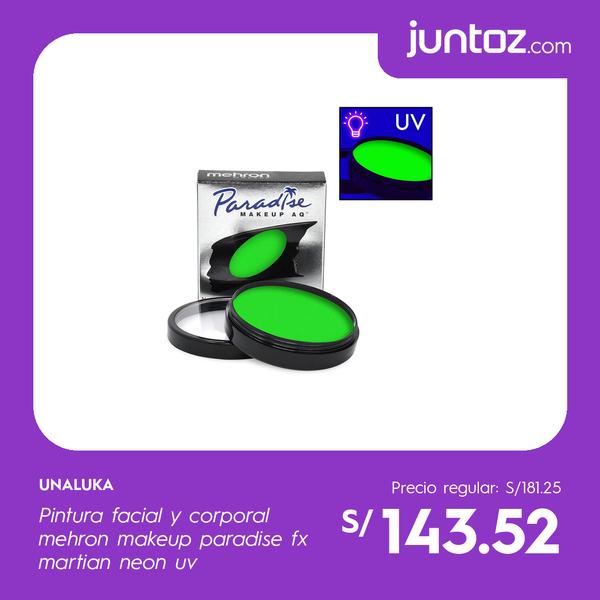 juntoz.com
UV
mehron
Paradise
MAKEUP AQ™
UNALUKA
Pintura facial y corporal
mehron makeup paradise fx
martian neon uv
Precio regular: S/181.25
S/143.52